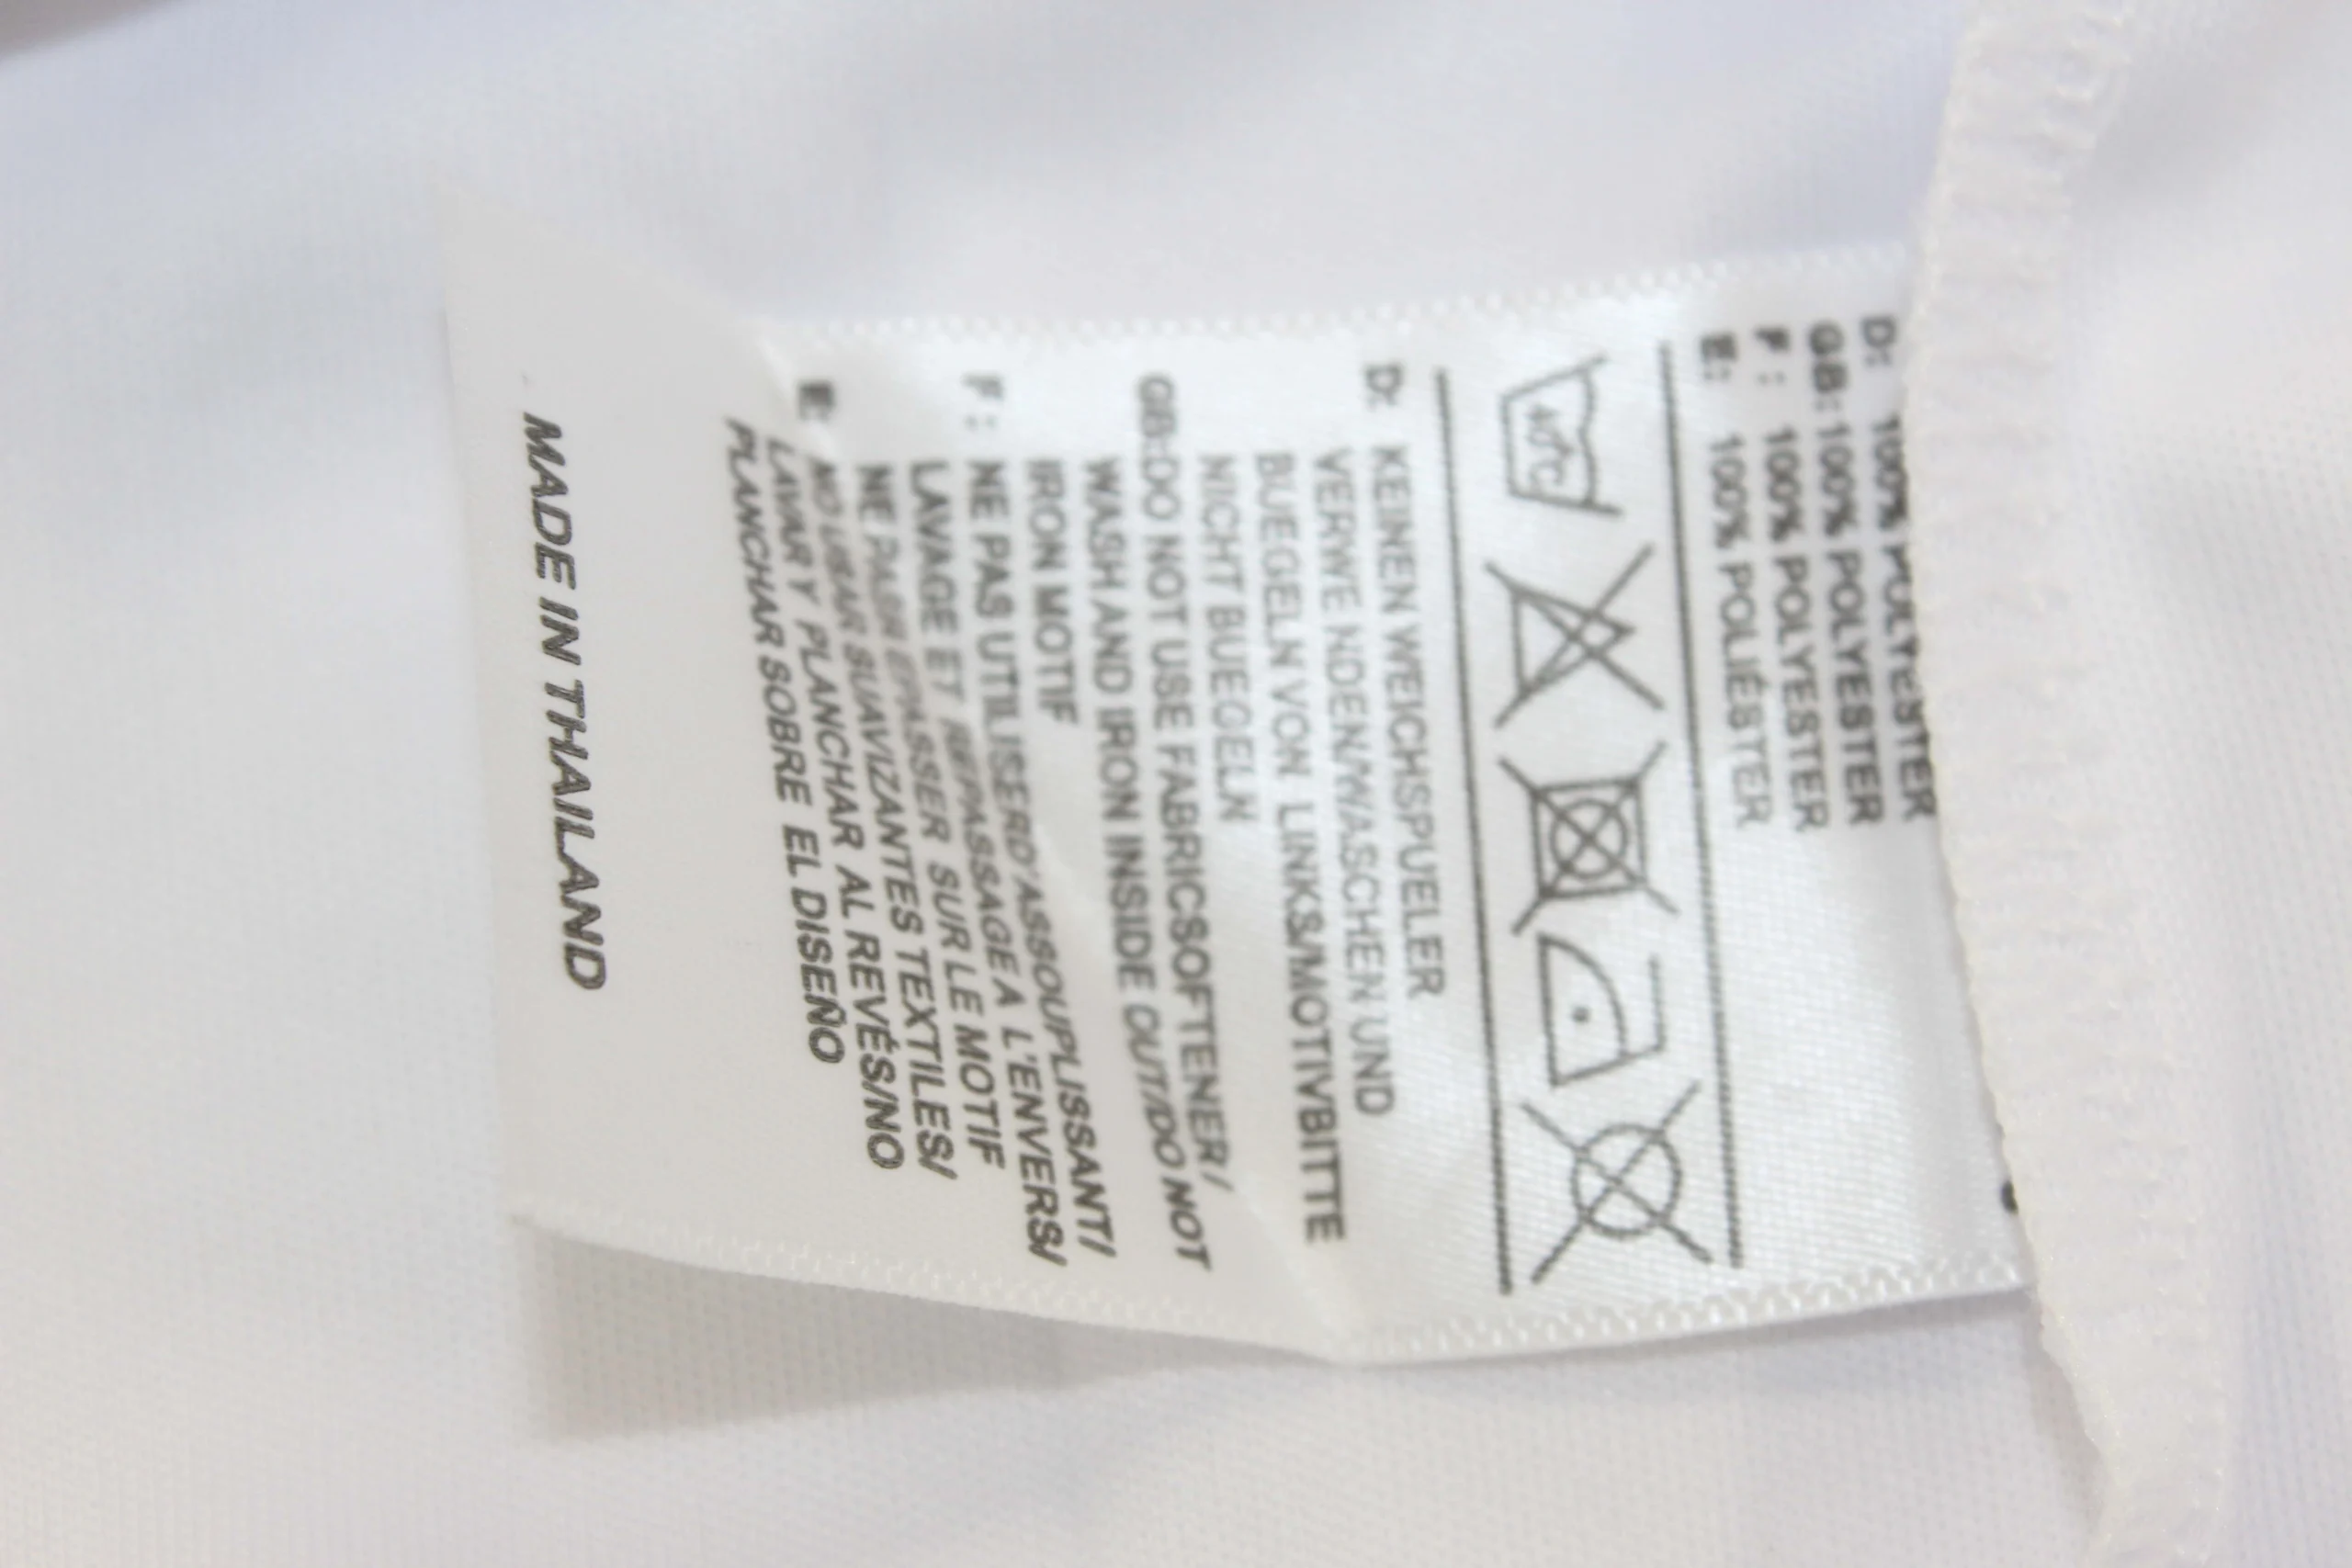 D: 100% POLYESTER
GB: 100% POLYESTER
F: 100% POLYESTER
E: 100% POLIÉSTER
40°C
D: KEINEN WEICHSPUELER
VERWE NDEN/WASCHEN UND
BUEGELN VON LINKS/MOTIVBITTE
NICHT BUEGELN
GB:DO NOT USE FABRICSOFTENER/
WASH AND IRON INSIDE OUT/DO NOT
IRON MOTIF
F: NE PAS UTILISERD'ASSOUPLISSANT/
LAVAGE ET REPASSAGE A L'ENVERS/
NE PAS REPASSER SUR LE MOTIF
E: NO USAR SUAVIZANTES TEXTILES/
LAVAR Y PLANCHAR AL REVÉS/NO
PLANCHAR SOBRE EL DISEÑO
MADE IN THAILAND